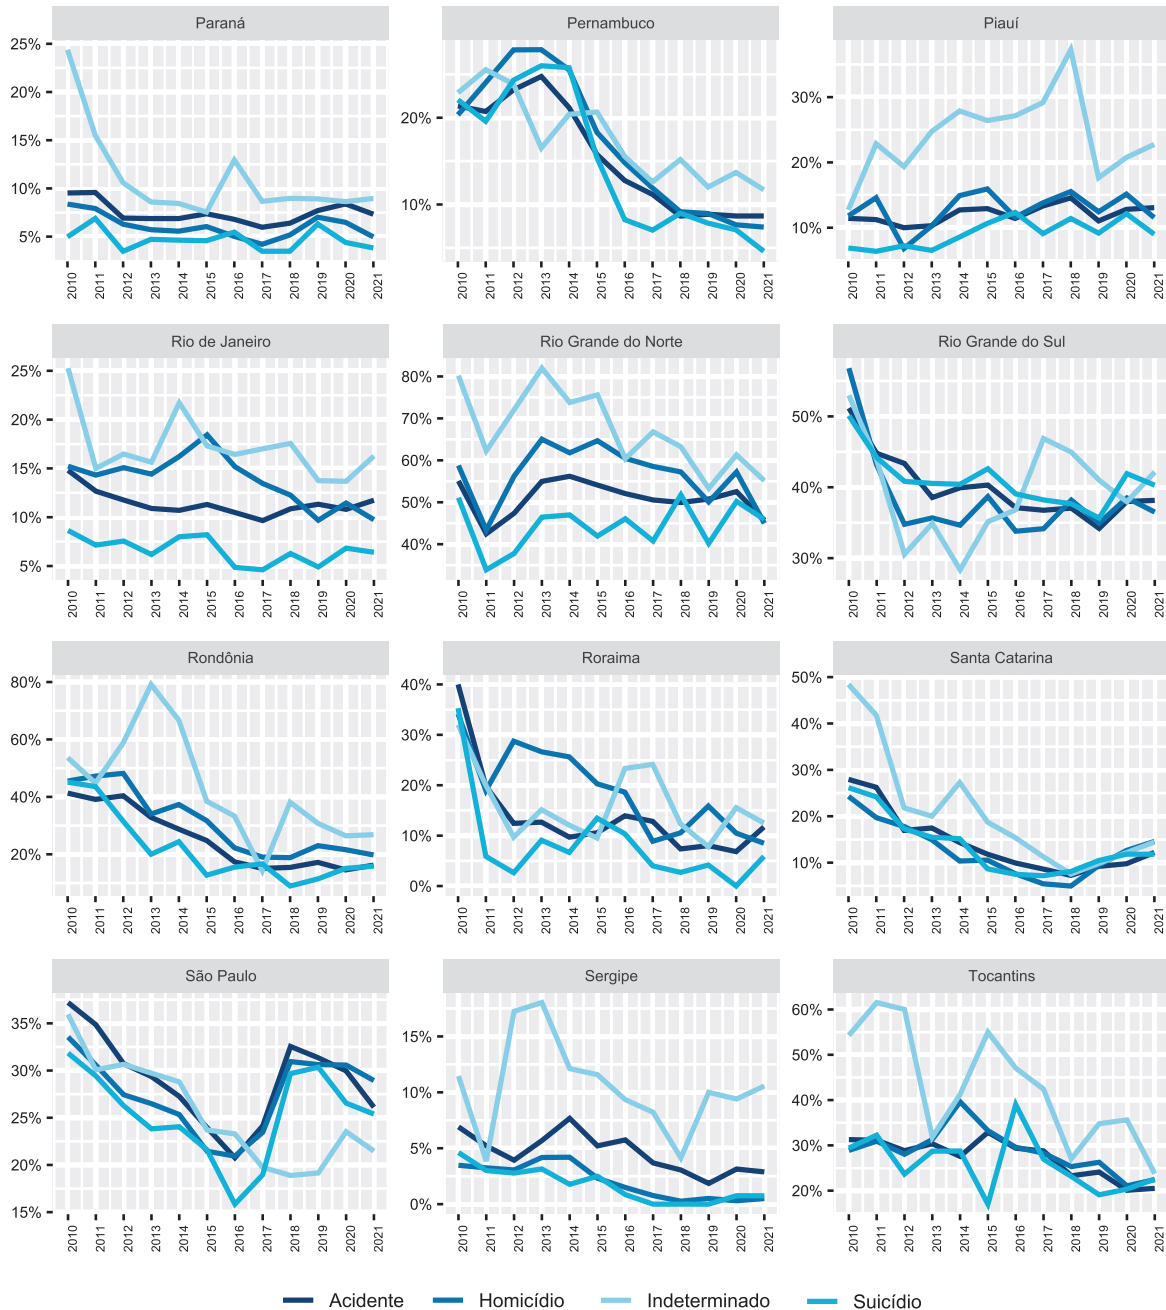 Paraná
25%
20%
15%
10%
5%
2010 2011 2012 2013 2014 2015 2016 2017 2018 2019 2020 2021
Pernambuco
20%
10%
2010 2011 2012 2013 2014 2015 2016 2017 2018 2019 2020 2021
Piauí
30%
20%
10%
2010 2011 2012 2013 2014 2015 2016 2017 2018 2019 2020 2021
Rio de Janeiro
25%
20%
15%
10%
5%
2010 2011 2012 2013 2014 2015 2016 2017 2018 2019 2020 2021
Rio Grande do Norte
80%
70%
60%
50%
40%
2010 2011 2012 2013 2014 2015 2016 2017 2018 2019 2020 2021
Rio Grande do Sul
50%
40%
30%
2010 2011 2012 2013 2014 2015 2016 2017 2018 2019 2020 2021
Rondônia
80%
60%
40%
20%
2010 2011 2012 2013 2014 2015 2016 2017 2018 2019 2020 2021
Roraima
40%
30%
20%
10%
0%
2010 2011 2012 2013 2014 2015 2016 2017 2018 2019 2020 2021
Santa Catarina
50%
40%
30%
20%
10%
2010 2011 2012 2013 2014 2015 2016 2017 2018 2019 2020 2021
São Paulo
35%
30%
25%
20%
15%
2010 2011 2012 2013 2014 2015 2016 2017 2018 2019 2020 2021
Sergipe
15%
10%
5%
0%
2010 2011 2012 2013 2014 2015 2016 2017 2018 2019 2020 2021
Tocantins
60%
50%
40%
30%
20%
2010 2011 2012 2013 2014 2015 2016 2017 2018 2019 2020 2021
Acidente Homicídio Indeterminado Suicídio